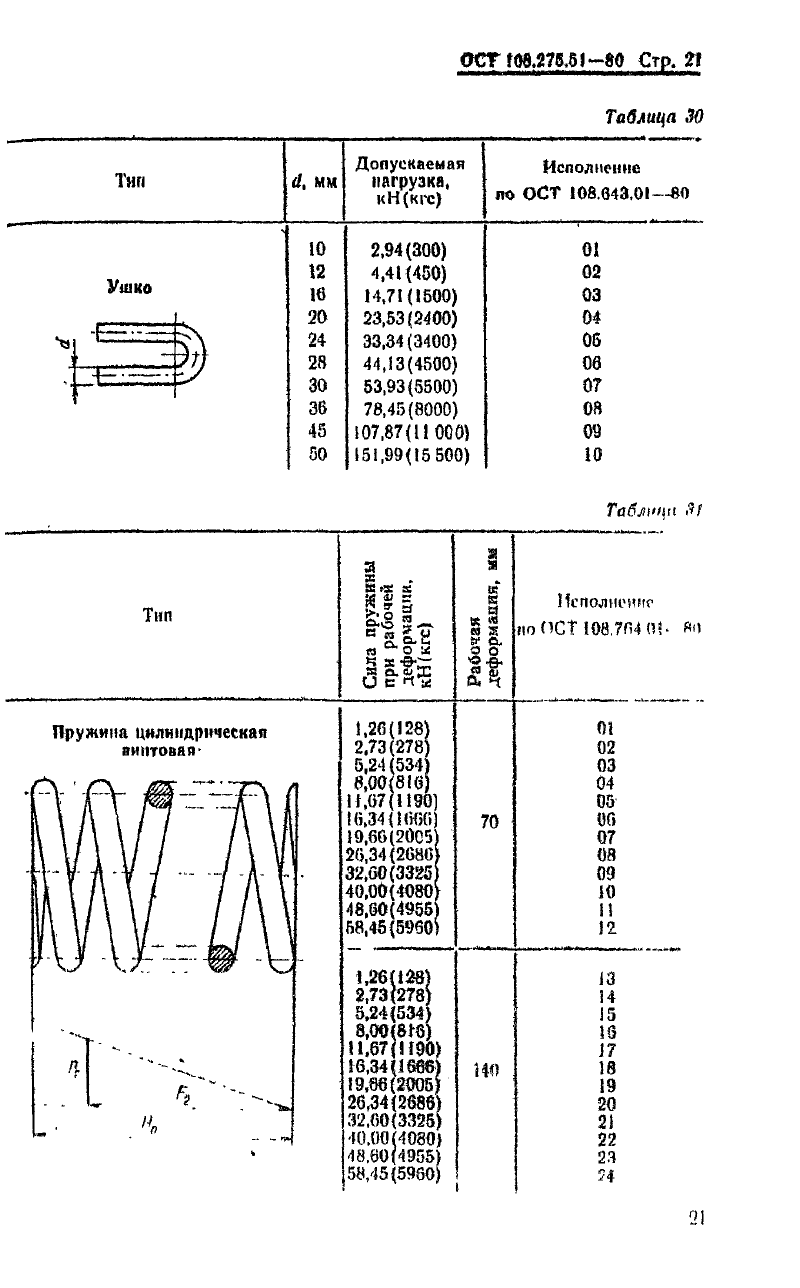 ОСТ 108.275.51—80 Стр. 21
Таблица 30
Тип
d, мм
Допускаемая нагрузка, кН(кгс)
Исполнение по ОСТ 108.643.01—80
Ушко
d
10 2,94(300) 01
12 4,41(450) 02
16 14,71(1500) 03
20 23,53(2400) 04
24 33,34(3400) 05
28 44,13(4500) 06
30 53,93(5500) 07
36 78,45(8000) 08
45 107,87(11 000) 09
50 151,99(15 500) 10
Таблица 31
Тип
Сила пружины при рабочей деформации, кН(кгс)
Рабочая деформация, мм
Исполнение
по ОСТ 108.764.01-80
Пружина цилиндрическая
винтовая
1,26(128) 01
2,73(278) 02
5,24(534) 03
8,00(816) 04
11,67(1190) 05
16,34(1666) 06
70
19,66(2005) 07
26,34(2686) 08
32,60(3325) 09
40,00(4080) 10
48,60(4955) 11
58,45(5960) 12
1,26(128) 13
2,73(278) 14
5,24(534) 15
8,00(816) 16
11,67(1190) 17
16,34(1666) 18
140
19,66(2005) 19
26,34(2686) 20
32,60(3325) 21
40,00(4080) 22
48,60(4955) 23
58,45(5960) 24
F₂
H₀
21